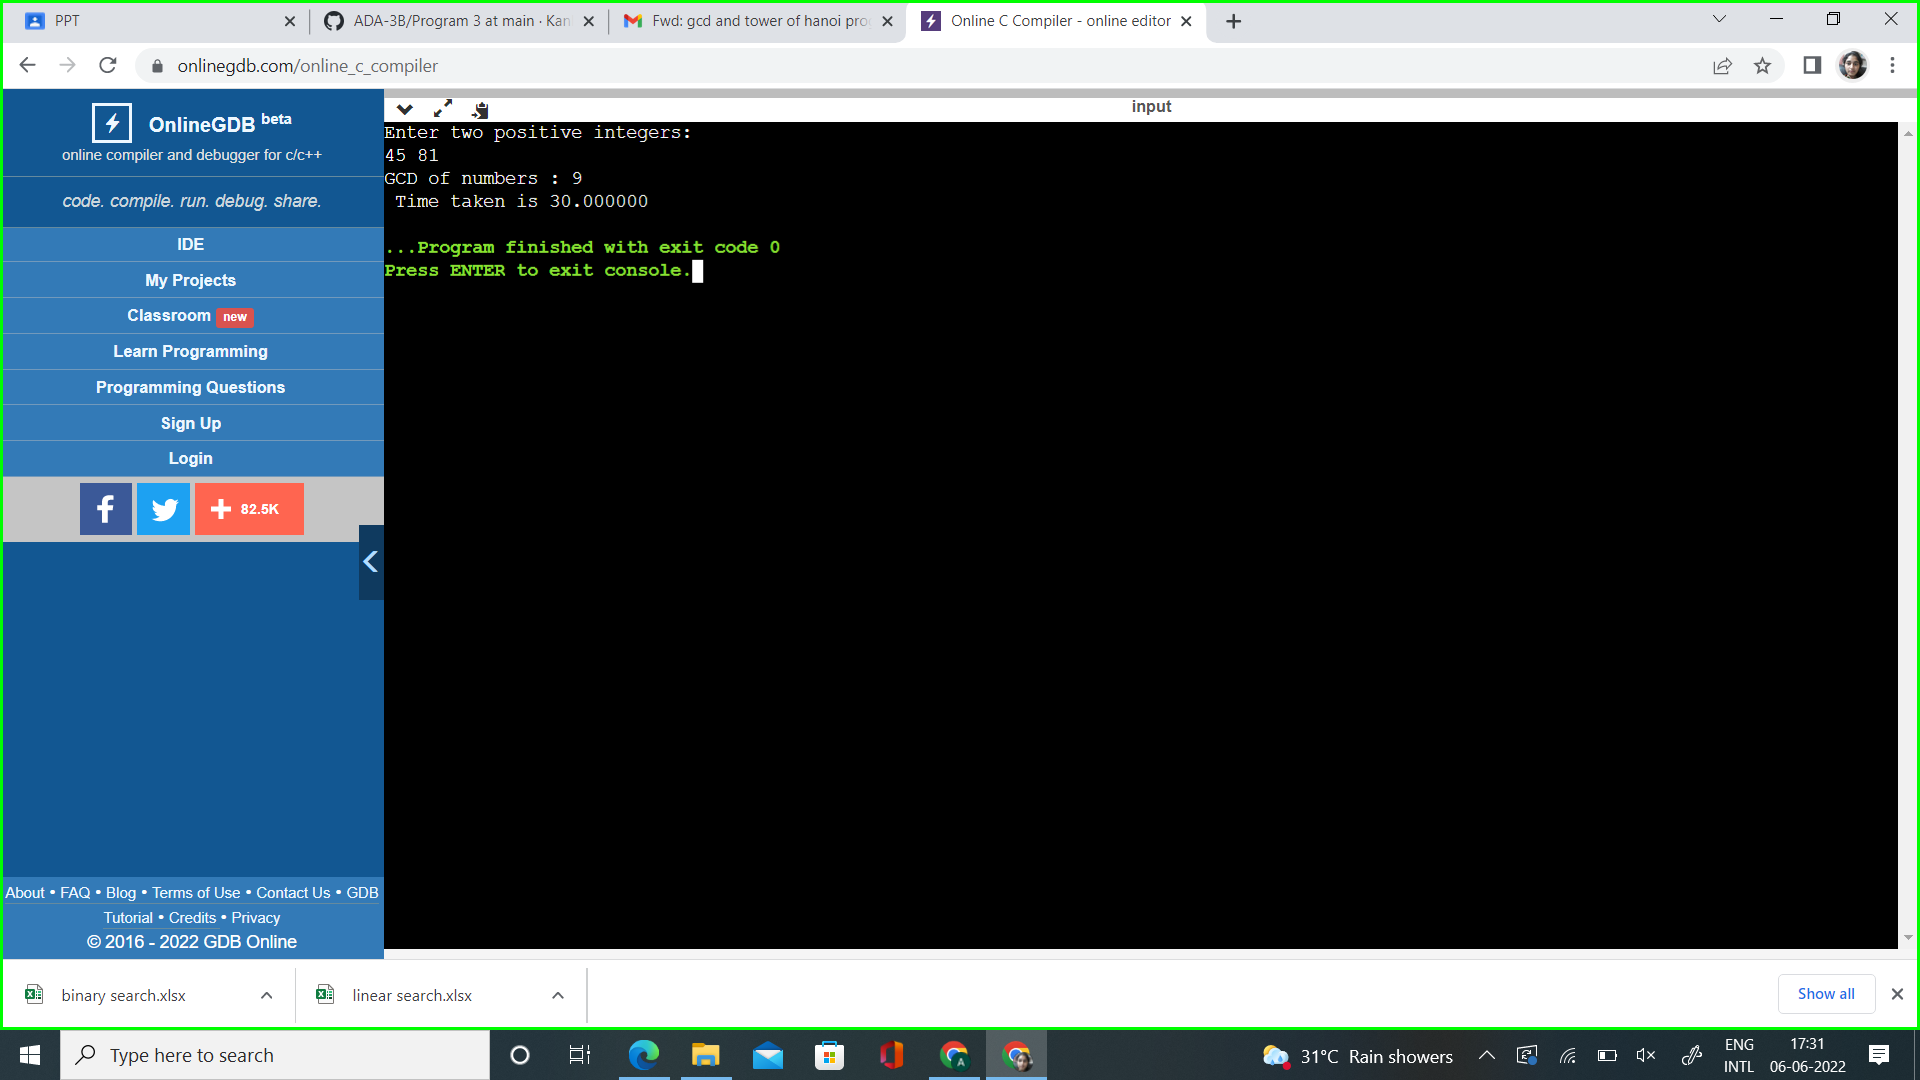 PPT
ADA-3B/Program 3 at main · Kan
Fwd: gcd and tower of hanoi pro
Online C Compiler - online editor
onlinegdb.com/online_c_compiler
OnlineGDB beta
online compiler and debugger for c/c++
code. compile. run. debug. share.
IDE
My Projects
Classroom new
Learn Programming
Programming Questions
Sign Up
Login
82.5K
About • FAQ • Blog • Terms of Use • Contact Us • GDB
Tutorial • Credits • Privacy
© 2016 - 2022 GDB Online
input
Enter two positive integers:
45 81
GCD of numbers : 9
Time taken is 30.000000
...Program finished with exit code 0
Press ENTER to exit console.
binary search.xlsx
linear search.xlsx
Show all
Type here to search
31°C Rain showers
ENG
INTL
17:31
06-06-2022